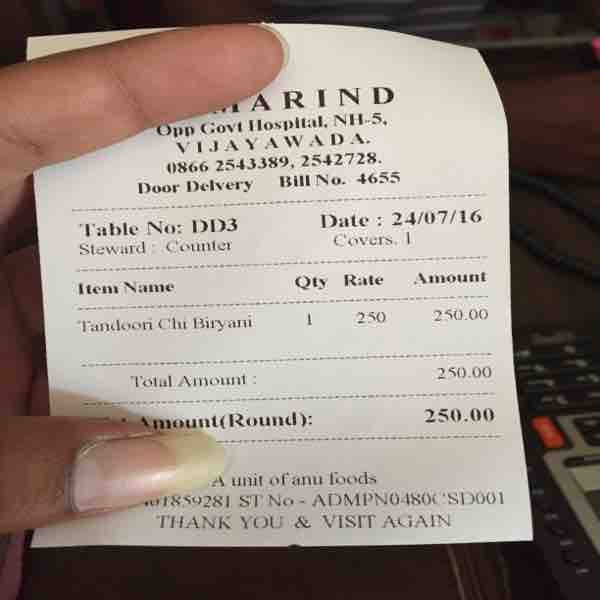 MARIND
Opp Govt Hospital, NH-5,
VIJAYAWADA.
0866 2543389, 2542728.
Door Delvery Bill No. 4655
Table No: DD3 Date : 24/07/16
Steward : Counter Covers. 1
Item Name Qty Rate Amount
Tandoori Chi Biryani 1 250 250.00
Total Amount : 250.00
Amount(Round): 250.00
A unit of anu foods
01859281 ST No - ADMPN0480CSD001
THANK YOU & VISIT AGAIN